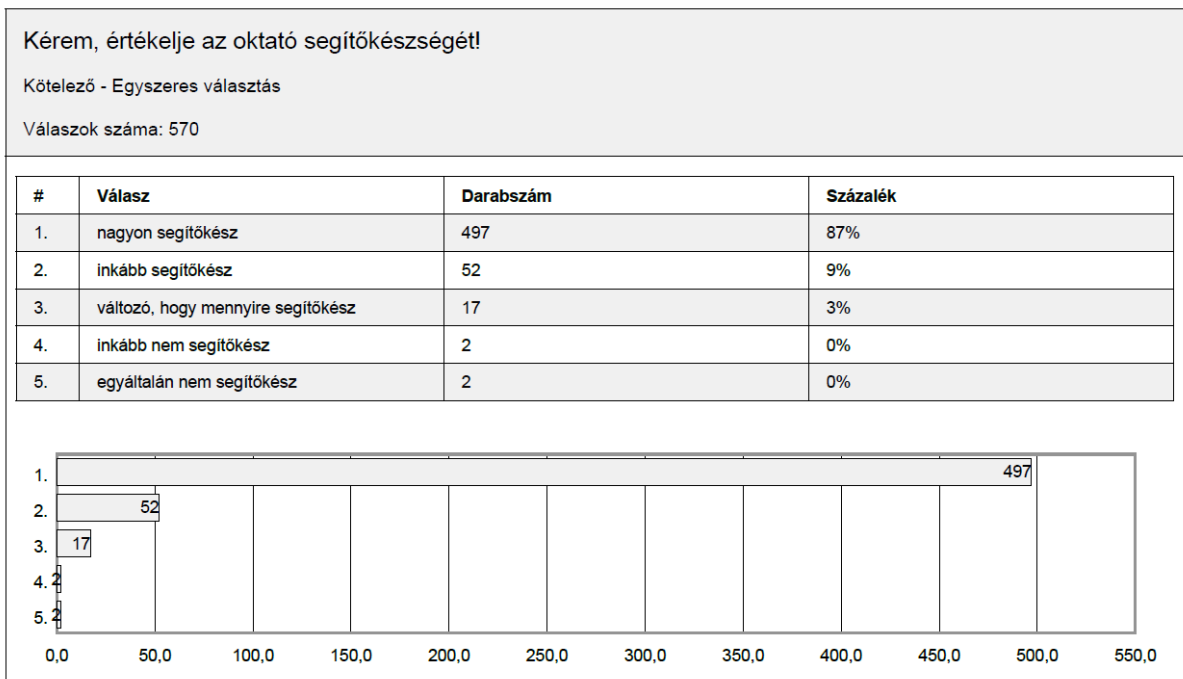 Kérem, értékelje az oktató segítőkészségét!
Kötelező - Egyszeres választás
Válaszok száma: 570
# Válasz Darabszám Százalék
1. nagyon segítőkész 497 87%
2. inkább segítőkész 52 9%
3. változó, hogy mennyire segítőkész 17 3%
4. inkább nem segítőkész 2 0%
5. egyáltalán nem segítőkész 2 0%
1. 497
2. 52
3. 17
4. 2
5. 2
0,0 50,0 100,0 150,0 200,0 250,0 300,0 350,0 400,0 450,0 500,0 550,0